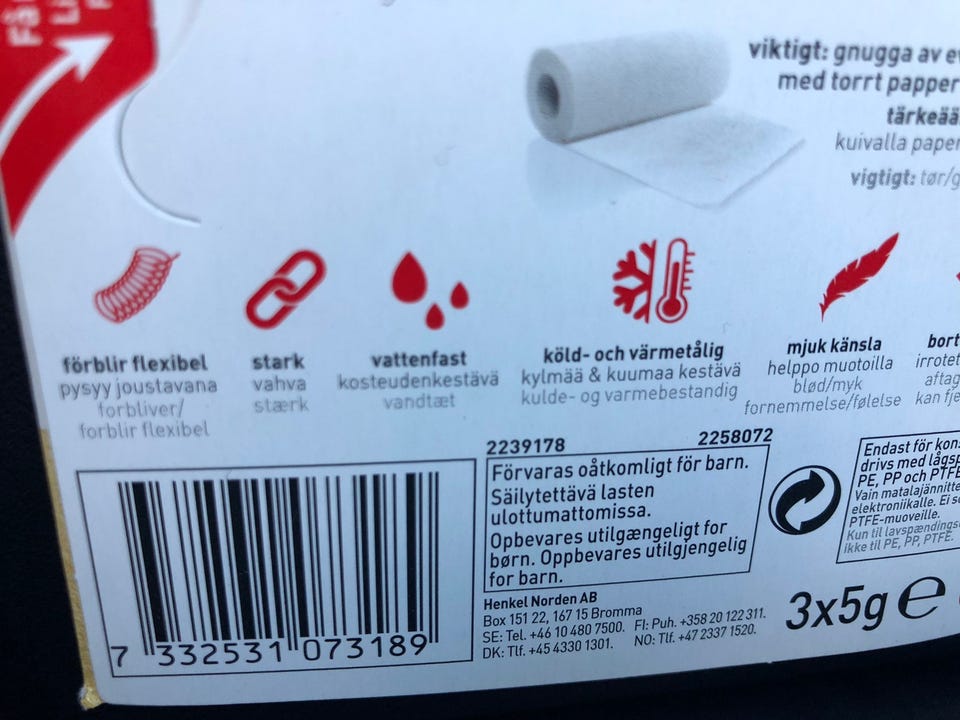 Få
viktigt: gnugga av
med torrt papper
kuivalla
vigtigt: tør/
förblir flexibel
pysyy joustavana
forbliver/
forblir flexibel
stark
vahva
stærk
vattenfast
kosteudenkestävä
vandtæt
köld- och värmetålig
kylmää & kuumaa kestävä
kulde- og varmebestandig
mjuk känsla
helppo muotoilla
blød/myk
fornemmelse/følelse
bort
irrotet
aftag
kan
2239178 2258072
Förvaras oåtkomligt för barn.
Säilytettävä lasten
ulottumattomissa.
Opbevares utilgængeligt for
børn. Oppbevares utilgjengelig
for barn.
Endast för kon
drivs med lågsp
PE, PP och PTFE
Vain matalajännitte
elektroniikalle. Ei
PTFE-muoveille.
Kun til lavspændings
Ikke til PE, PP, PTFE.
Henkel Norden AB
Box 151 22, 167 15 Bromma
SE: Tel. +46 10 480 7500. FI: Puh. +358 20 122 311.
DK: Tlf. +45 4330 1301. NO: Tlf. +47 2337 1520.
3x5g ℮
7 332531 073189